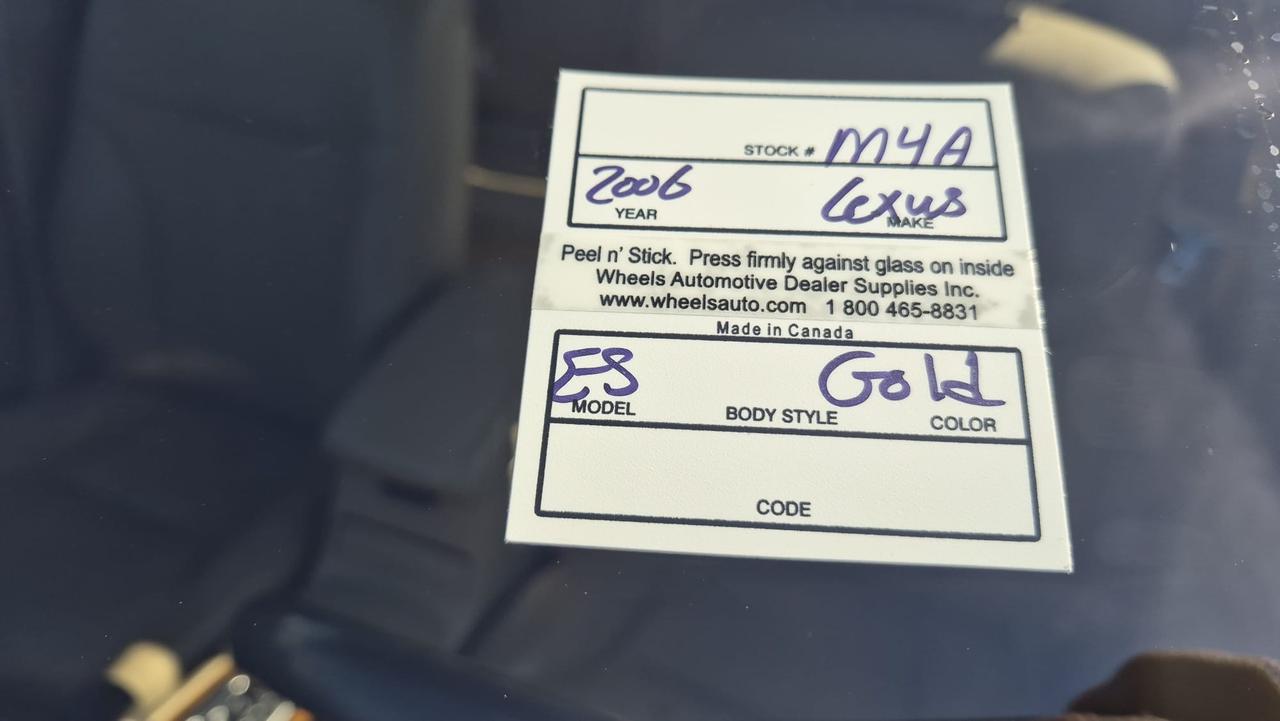 STOCK # M4A
2006 Lexus
YEAR MAKE
Peel n' Stick. Press firmly against glass on inside
Wheels Automotive Dealer Supplies Inc.
www.wheelsauto.com 1 800 465-8831
Made in Canada
ES Gold
MODEL BODY STYLE COLOR
CODE